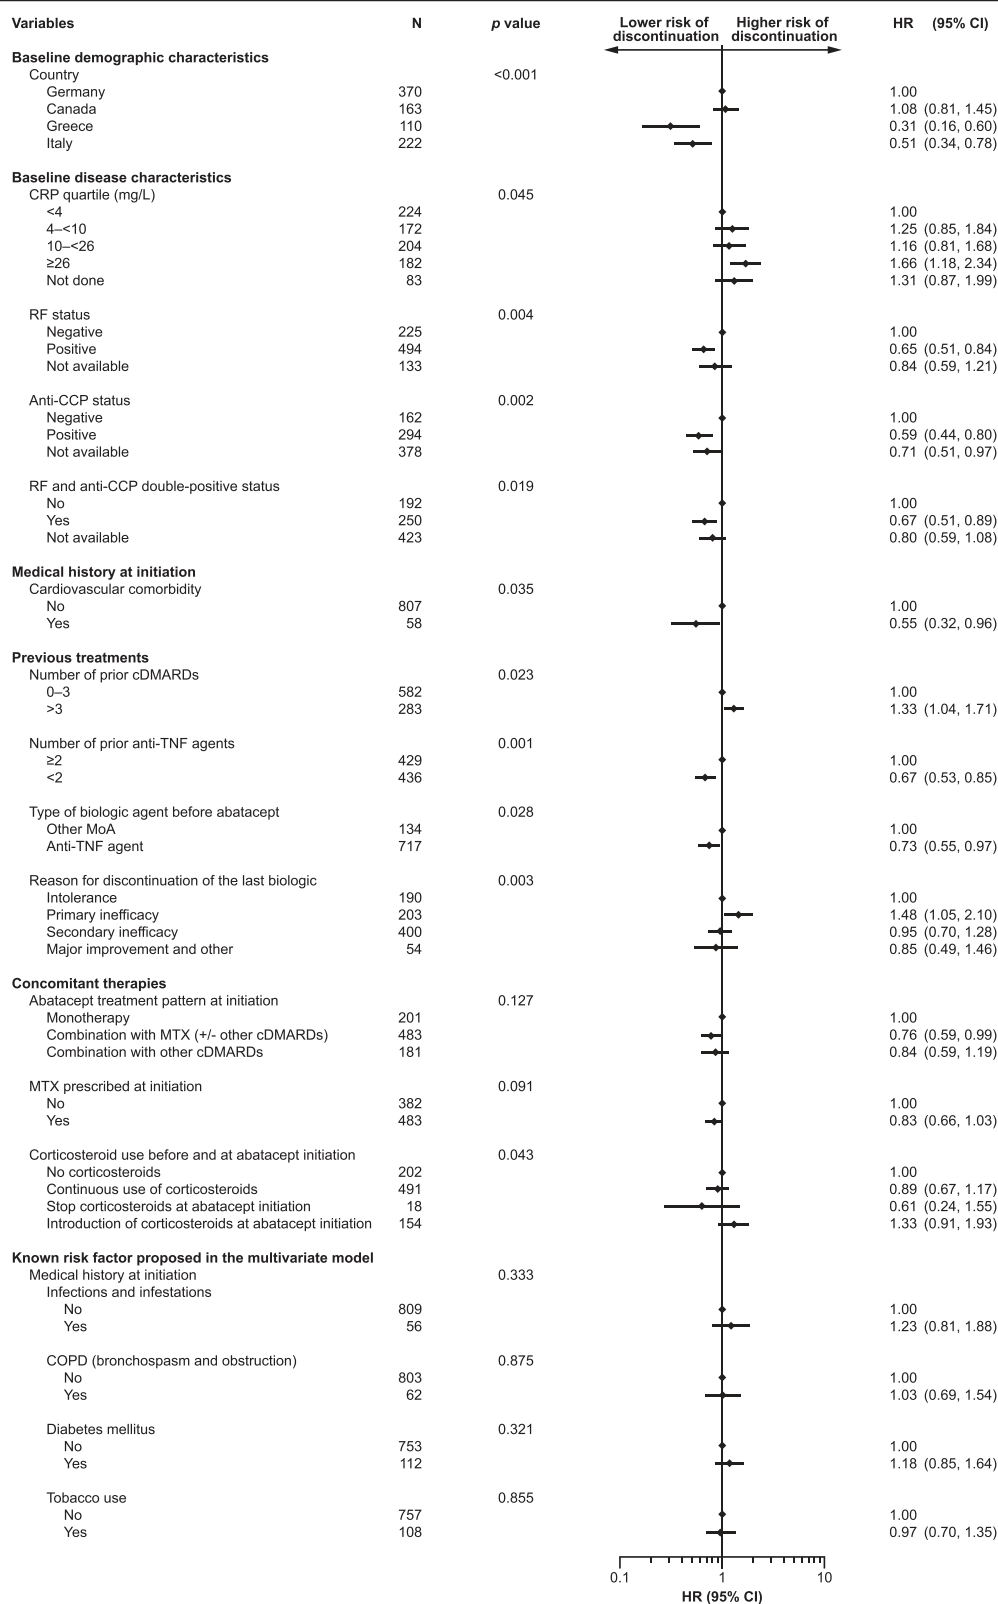 Variables N p value Lower risk of discontinuation Higher risk of discontinuation HR (95% CI)
Baseline demographic characteristics
Country <0.001
Germany 370 1.00
Canada 163 1.08 (0.81, 1.45)
Greece 110 0.31 (0.16, 0.60)
Italy 222 0.51 (0.34, 0.78)
Baseline disease characteristics
CRP quartile (mg/L) 0.045
<4 224 1.00
4–<10 172 1.25 (0.85, 1.84)
10–<26 204 1.16 (0.81, 1.68)
≥26 182 1.66 (1.18, 2.34)
Not done 83 1.31 (0.87, 1.99)
RF status 0.004
Negative 225 1.00
Positive 494 0.65 (0.51, 0.84)
Not available 133 0.84 (0.59, 1.21)
Anti-CCP status 0.002
Negative 162 1.00
Positive 294 0.59 (0.44, 0.80)
Not available 378 0.71 (0.51, 0.97)
RF and anti-CCP double-positive status 0.019
No 192 1.00
Yes 250 0.67 (0.51, 0.89)
Not available 423 0.80 (0.59, 1.08)
Medical history at initiation
Cardiovascular comorbidity 0.035
No 807 1.00
Yes 58 0.55 (0.32, 0.96)
Previous treatments
Number of prior cDMARDs 0.023
0–3 582 1.00
>3 283 1.33 (1.04, 1.71)
Number of prior anti-TNF agents 0.001
≥2 429 1.00
<2 436 0.67 (0.53, 0.85)
Type of biologic agent before abatacept 0.028
Other MoA 134 1.00
Anti-TNF agent 717 0.73 (0.55, 0.97)
Reason for discontinuation of the last biologic 0.003
Intolerance 190 1.00
Primary inefficacy 203 1.48 (1.05, 2.10)
Secondary inefficacy 400 0.95 (0.70, 1.28)
Major improvement and other 54 0.85 (0.49, 1.46)
Concomitant therapies
Abatacept treatment pattern at initiation 0.127
Monotherapy 201 1.00
Combination with MTX (+/- other cDMARDs) 483 0.76 (0.59, 0.99)
Combination with other cDMARDs 181 0.84 (0.59, 1.19)
MTX prescribed at initiation 0.091
No 382 1.00
Yes 483 0.83 (0.66, 1.03)
Corticosteroid use before and at abatacept initiation 0.043
No corticosteroids 202 1.00
Continuous use of corticosteroids 491 0.89 (0.67, 1.17)
Stop corticosteroids at abatacept initiation 18 0.61 (0.24, 1.55)
Introduction of corticosteroids at abatacept initiation 154 1.33 (0.91, 1.93)
Known risk factor proposed in the multivariate model
Medical history at initiation 0.333
Infections and infestations
No 809 1.00
Yes 56 1.23 (0.81, 1.88)
COPD (bronchospasm and obstruction) 0.875
No 803 1.00
Yes 62 1.03 (0.69, 1.54)
Diabetes mellitus 0.321
No 753 1.00
Yes 112 1.18 (0.85, 1.64)
Tobacco use 0.855
No 757 1.00
Yes 108 0.97 (0.70, 1.35)
0.1 1 10
HR (95% CI)